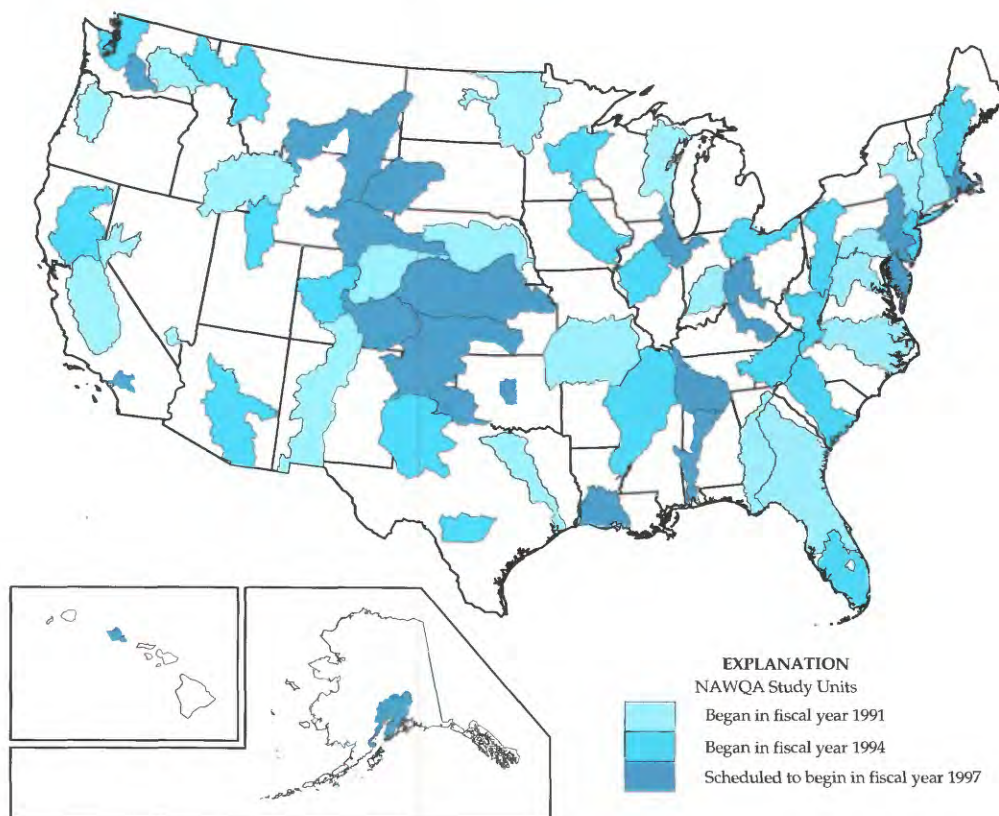 EXPLANATION
NAWQA Study Units
Began in fiscal year 1991
Began in fiscal year 1994
Scheduled to begin in fiscal year 1997